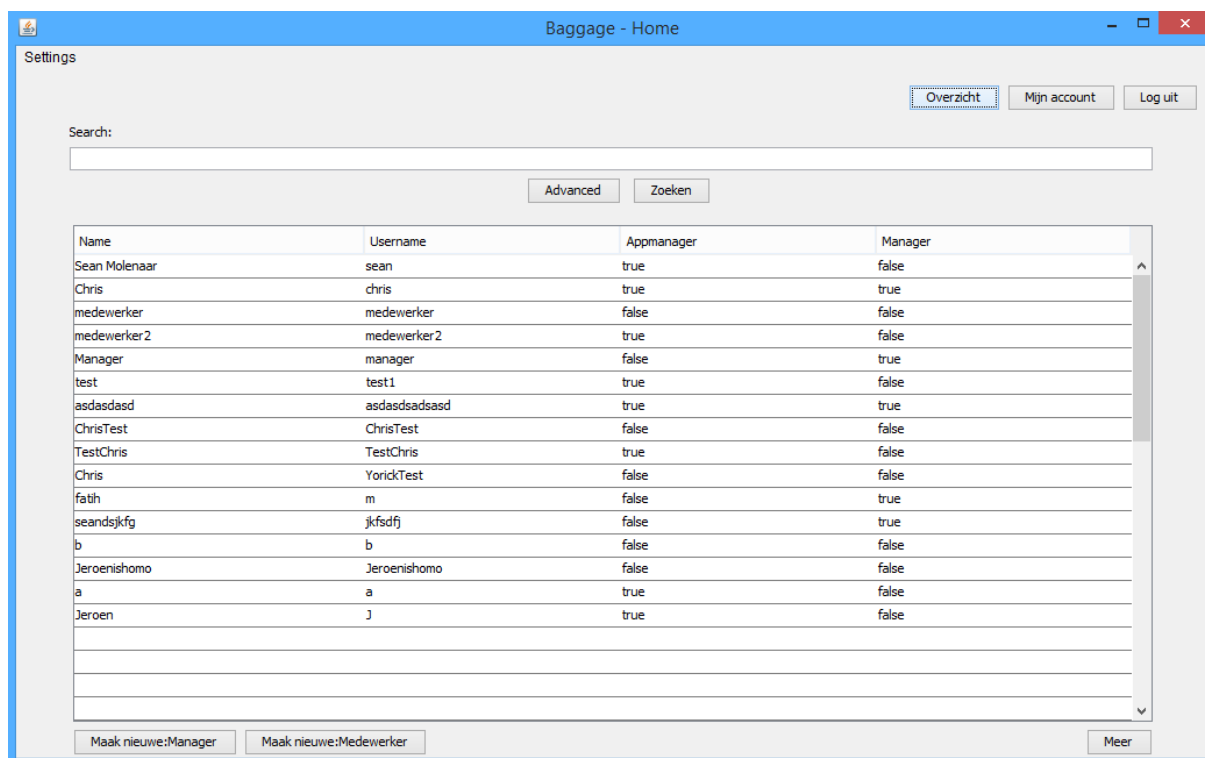 Baggage - Home
Settings
Overzicht Mijn account Log uit
Search:
Advanced Zoeken
Name Username Appmanager Manager
Sean Molenaar sean true false
Chris chris true true
medewerker medewerker false false
medewerker2 medewerker2 true false
Manager manager false true
test test1 true false
asdasdasd asdasdsadsasd true true
ChrisTest ChrisTest false false
TestChris TestChris true false
Chris YorickTest false false
fatih m false true
seandsjkfg jkfsdfj false true
b b false false
Jeroenishomo Jeroenishomo false false
a a true false
Jeroen J true false
Maak nieuwe:Manager Maak nieuwe:Medewerker Meer